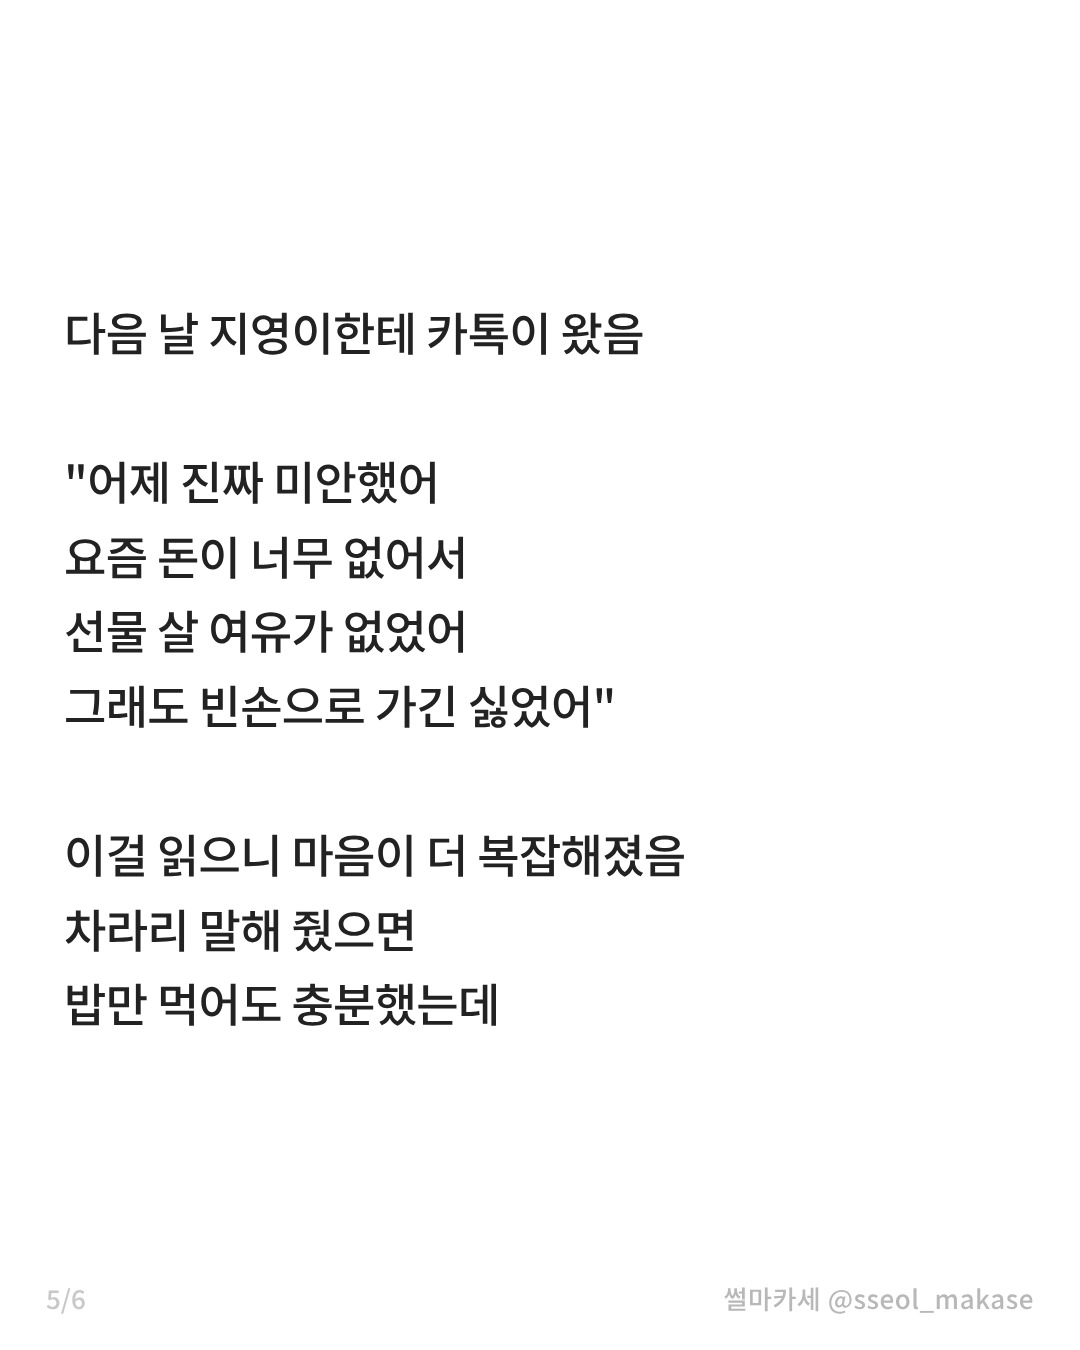 다음 날 지영이한테 카톡이 왔음
"어제 진짜 미안했어
요즘 돈이 너무 없어서
선물 살 여유가 없었어
그래도 빈손으로 가긴 싫었어"
이걸 읽으니 마음이 더 복잡해졌음
차라리 말해 줬으면
밥만 먹어도 충분했는데
5/6
썰마카세 @sseol_makase